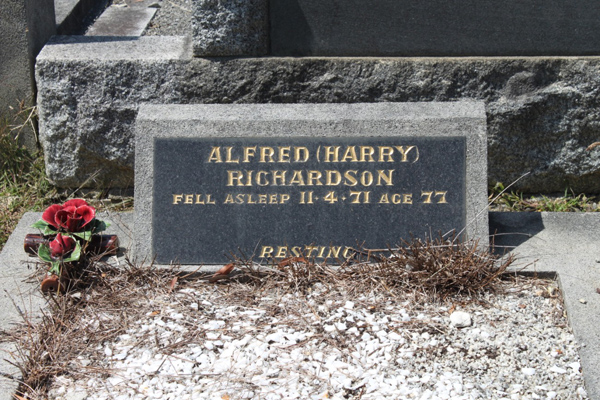 ALFRED (HARRY)
RICHARDSON
FELL ASLEEP 11·4·71 AGE 77
RESTING